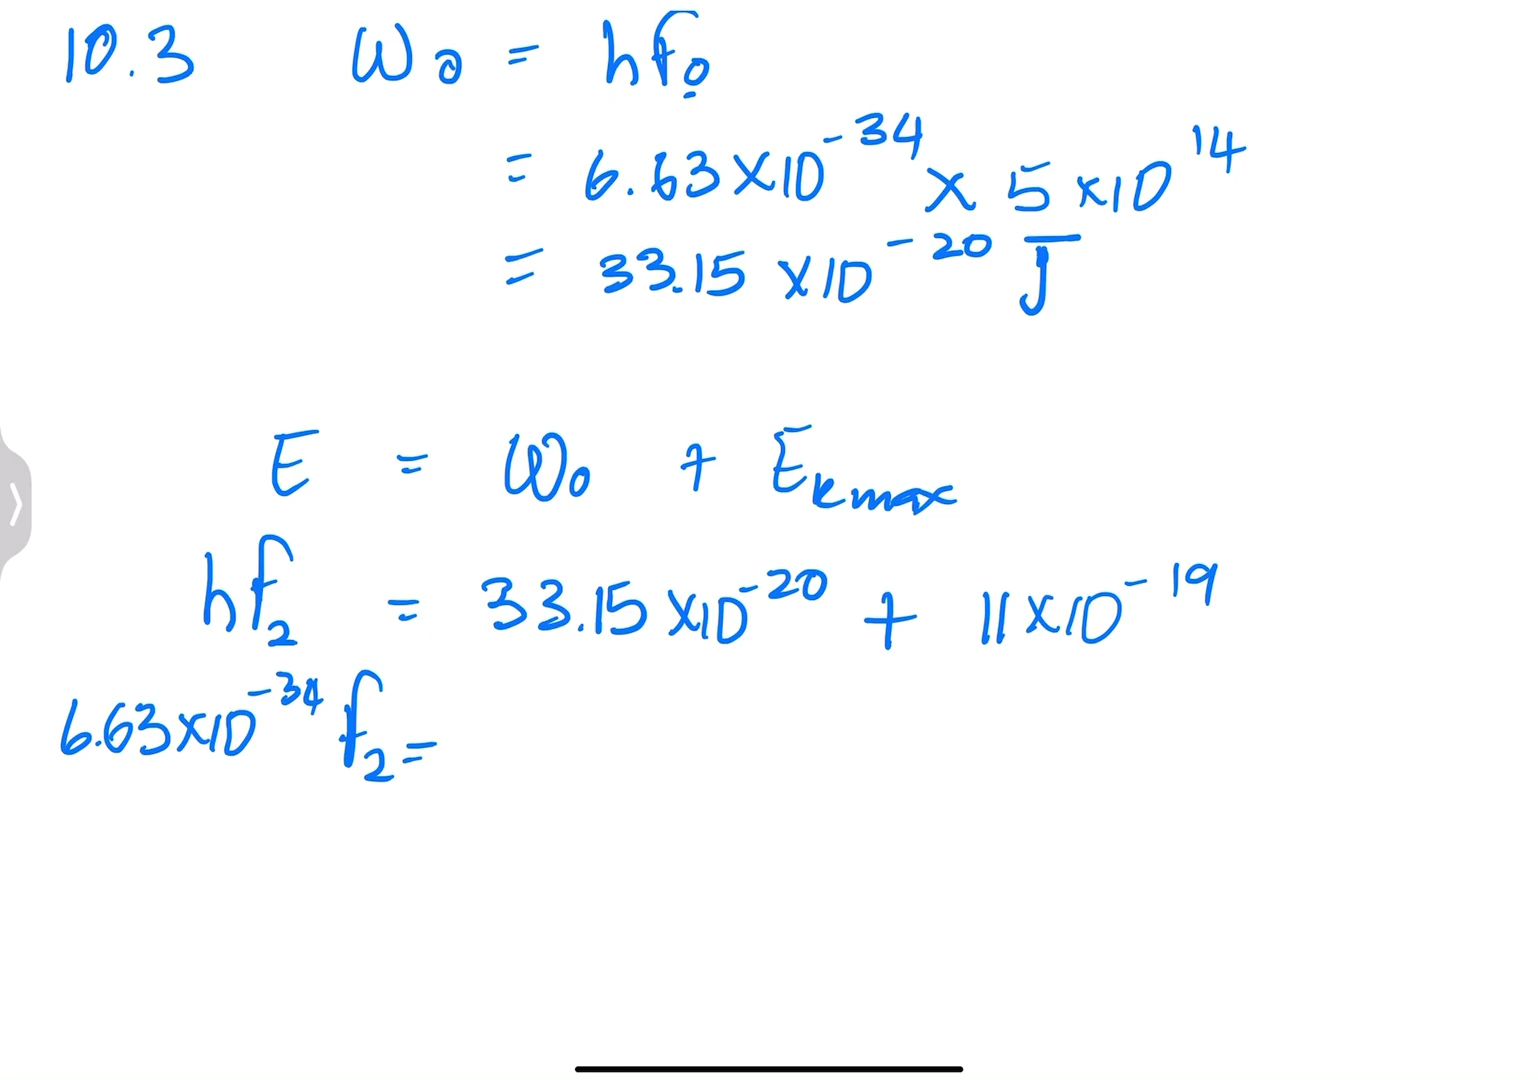 10.3 W₀ = hf₀
= 6.63×10⁻³⁴ × 5×10¹⁴
= 33.15 ×10⁻²⁰ J
E = W₀ + Eₖₘₐₓ
hf₂ = 33.15×10⁻²⁰ + 11×10⁻¹⁹
6.63×10⁻³⁴ f₂ =